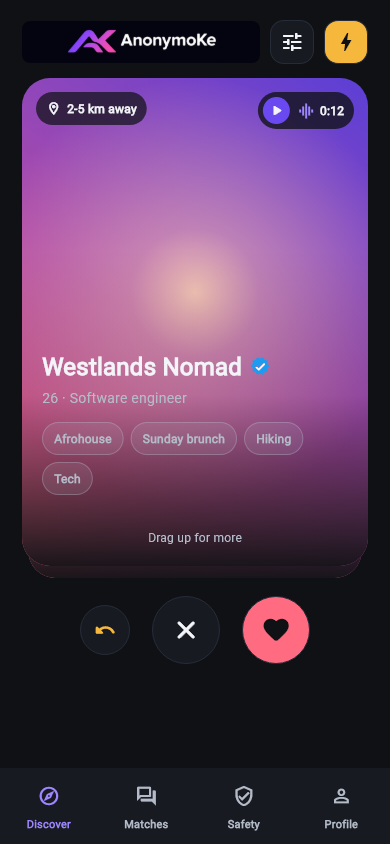 AnonymoKe
2-5 km away
0:12
Westlands Nomad
26 · Software engineer
Afrohouse
Sunday brunch
Hiking
Tech
Drag up for more
Discover
Matches
Safety
Profile